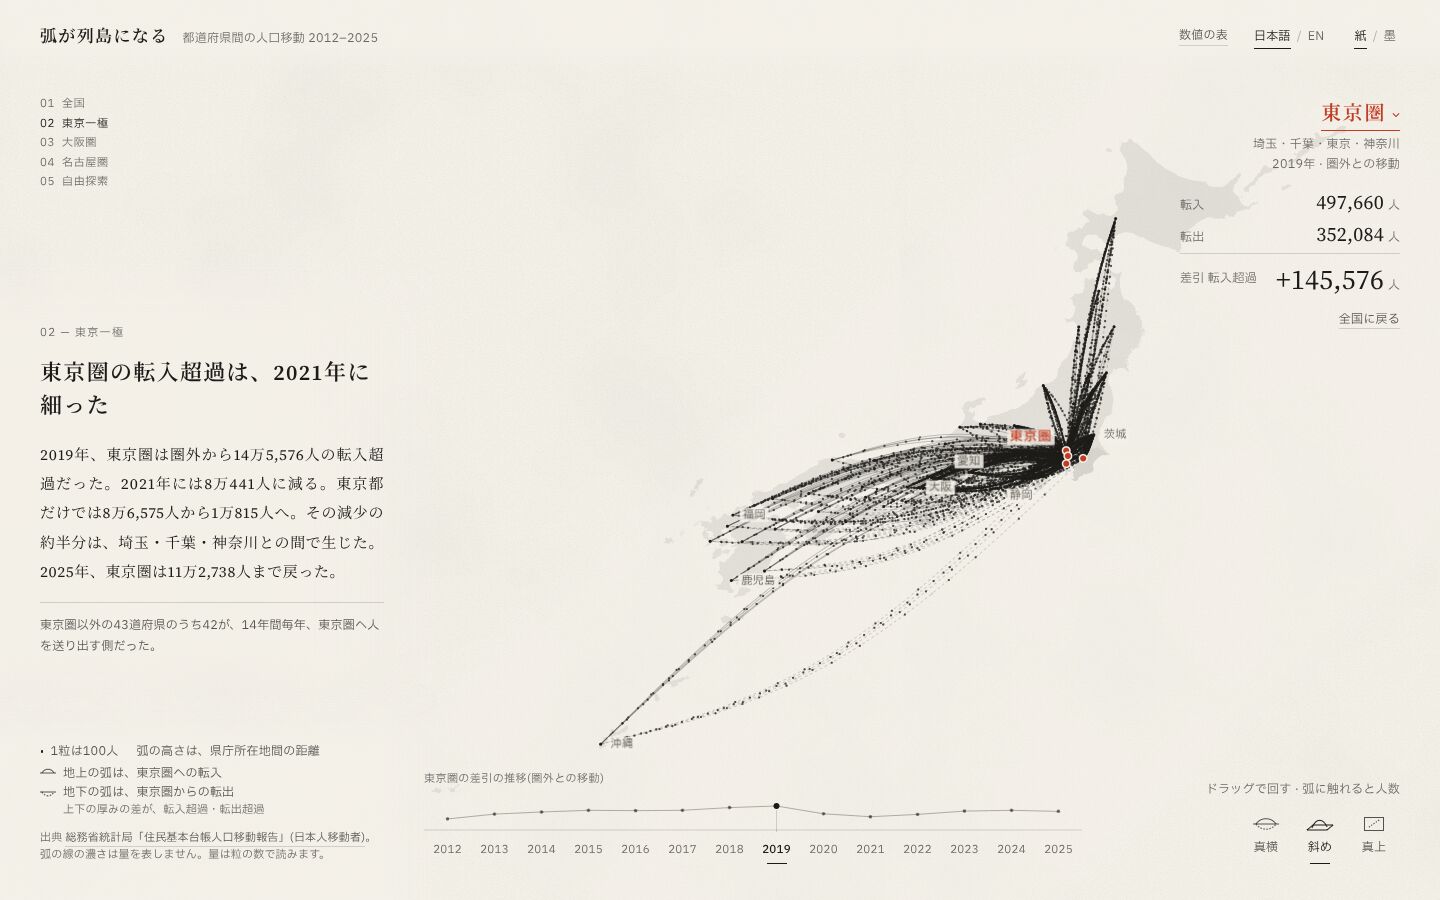 弧が列島になる 都道府県間の人口移動 2012–2025
数値の表 日本語 / EN 紙 / 墨
01 全国
02 東京一極
03 大阪圏
04 名古屋圏
05 自由探索
東京圏
埼玉・千葉・東京・神奈川
2019年・圏外との移動
転入 497,660 人
転出 352,084 人
差引 転入超過 +145,576 人
全国に戻る
02 — 東京一極
東京圏の転入超過は、2021年に
細った
2019年、東京圏は圏外から14万5,576人の転入超
過だった。2021年には8万441人に減る。東京都
だけでは8万6,575人から1万815人へ。その減少の
約半分は、埼玉・千葉・神奈川との間で生じた。
2025年、東京圏は11万2,738人まで戻った。
東京圏以外の43道府県のうち42が、14年間毎年、東京圏へ人
を送り出す側だった。
東京圏
茨城
愛知
大阪
静岡
福岡
鹿児島
沖縄
1粒は100人 弧の高さは、県庁所在地間の距離
地上の弧は、東京圏への転入
地下の弧は、東京圏からの転出
上下の厚みの差が、転入超過・転出超過
出典 総務省統計局「住民基本台帳人口移動報告」(日本人移動者)。
弧の線の濃さは量を表しません。量は粒の数で読みます。
東京圏の差引の推移(圏外との移動)
2012 2013 2014 2015 2016 2017 2018 2019 2020 2021 2022 2023 2024 2025
ドラッグで回す・弧に触れると人数
真横 斜め 真上